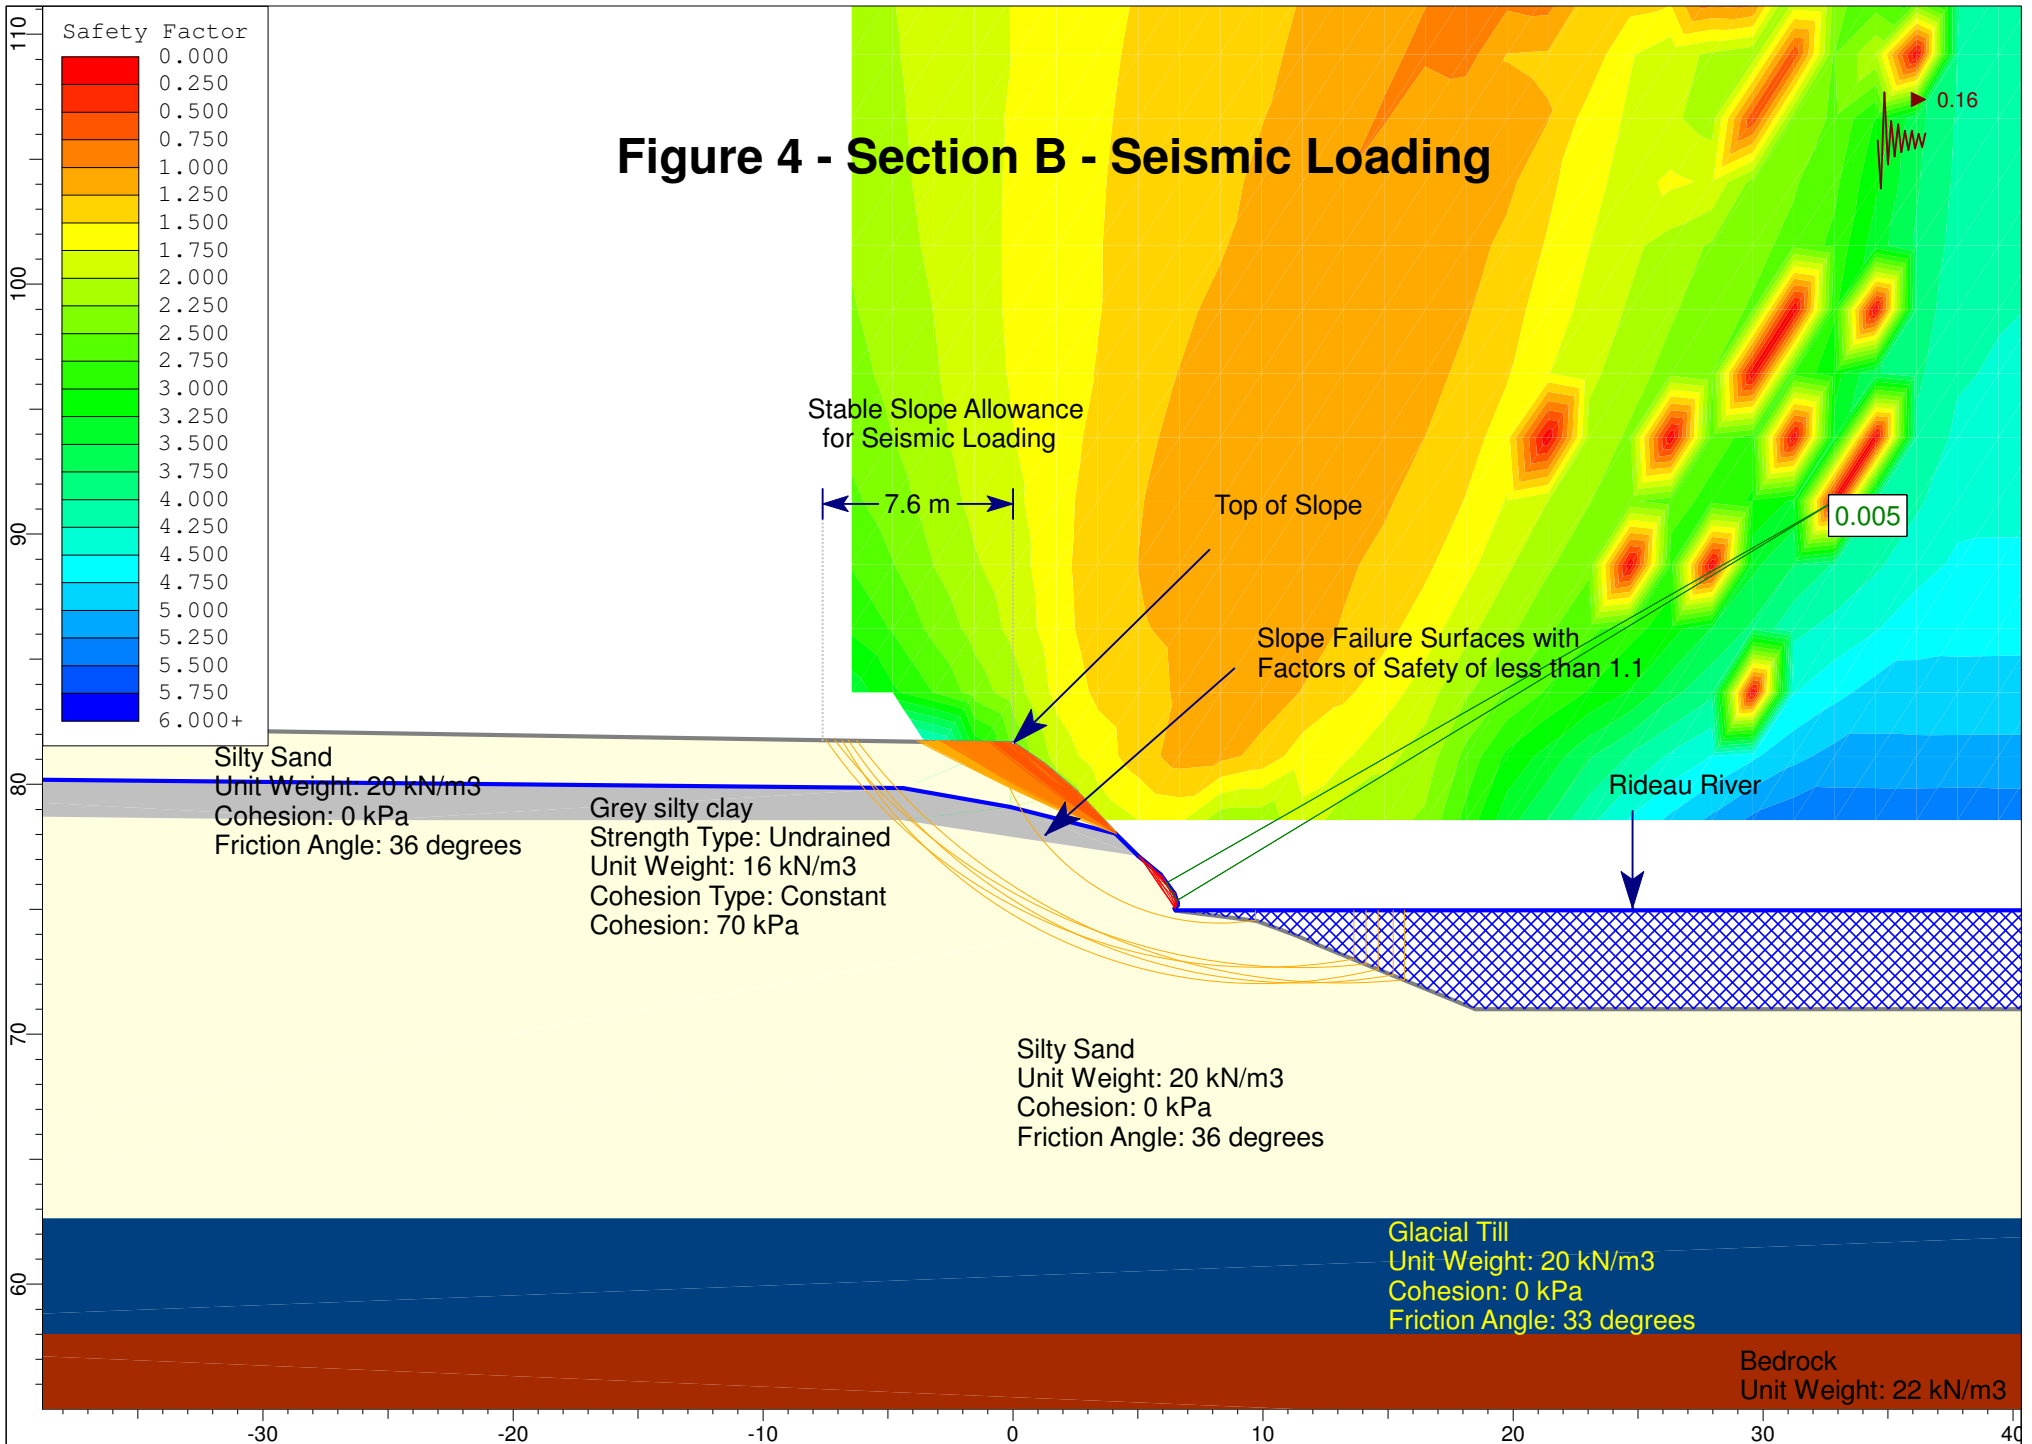 Safety Factor
0.000
0.250
0.500
0.750
1.000
1.250
1.500
1.750
2.000
2.250
2.500
2.750
3.000
3.250
3.500
3.750
4.000
4.250
4.500
4.750
5.000
5.250
5.500
5.750
6.000+
Figure 4 - Section B - Seismic Loading
0.16
Stable Slope Allowance
for Seismic Loading
7.6 m
Top of Slope
0.005
Slope Failure Surfaces with
Factors of Safety of less than 1.1
Rideau River
Silty Sand
Unit Weight: 20 kN/m3
Cohesion: 0 kPa
Friction Angle: 36 degrees
Grey silty clay
Strength Type: Undrained
Unit Weight: 16 kN/m3
Cohesion Type: Constant
Cohesion: 70 kPa
Silty Sand
Unit Weight: 20 kN/m3
Cohesion: 0 kPa
Friction Angle: 36 degrees
Glacial Till
Unit Weight: 20 kN/m3
Cohesion: 0 kPa
Friction Angle: 33 degrees
Bedrock
Unit Weight: 22 kN/m3
110
100
90
80
70
60
-30
-20
-10
0
10
20
30
40